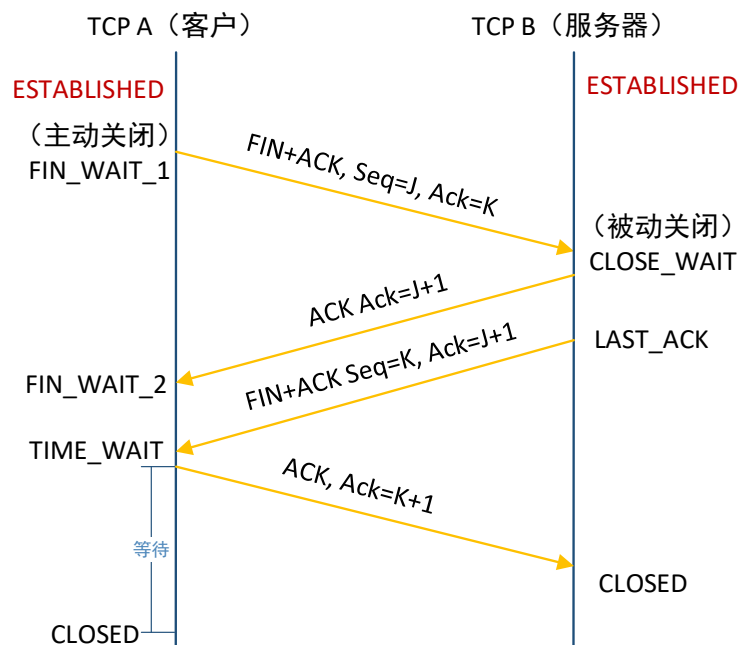 TCP A（客户）
TCP B（服务器）
ESTABLISHED
ESTABLISHED
（主动关闭）
FIN_WAIT_1
FIN+ACK, Seq=J, Ack=K
（被动关闭）
CLOSE_WAIT
ACK Ack=J+1
LAST_ACK
FIN+ACK Seq=K, Ack=J+1
FIN_WAIT_2
TIME_WAIT
ACK, Ack=K+1
等待
CLOSED
CLOSED